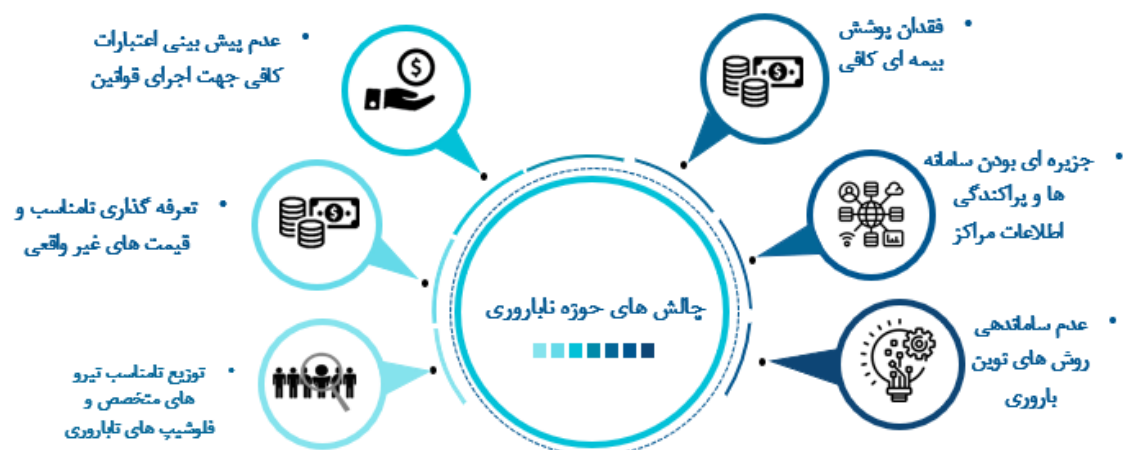 فقدان پوشش
بیمه ای کافی
جزیره ای بودن سامانه
ها و پراکندگی
اطلاعات مراکز
عدم ساماندهی
روش های نوین
باروری
عدم پیش بینی اعتبارات
کافی جهت اجرای قوانین
تعرفه گذاری نامناسب و
قیمت های غیر واقعی
توزیع نامناسب نیرو
های متخصص و
فلوشیپ های ناباروری
چالش های حوزه ناباروری